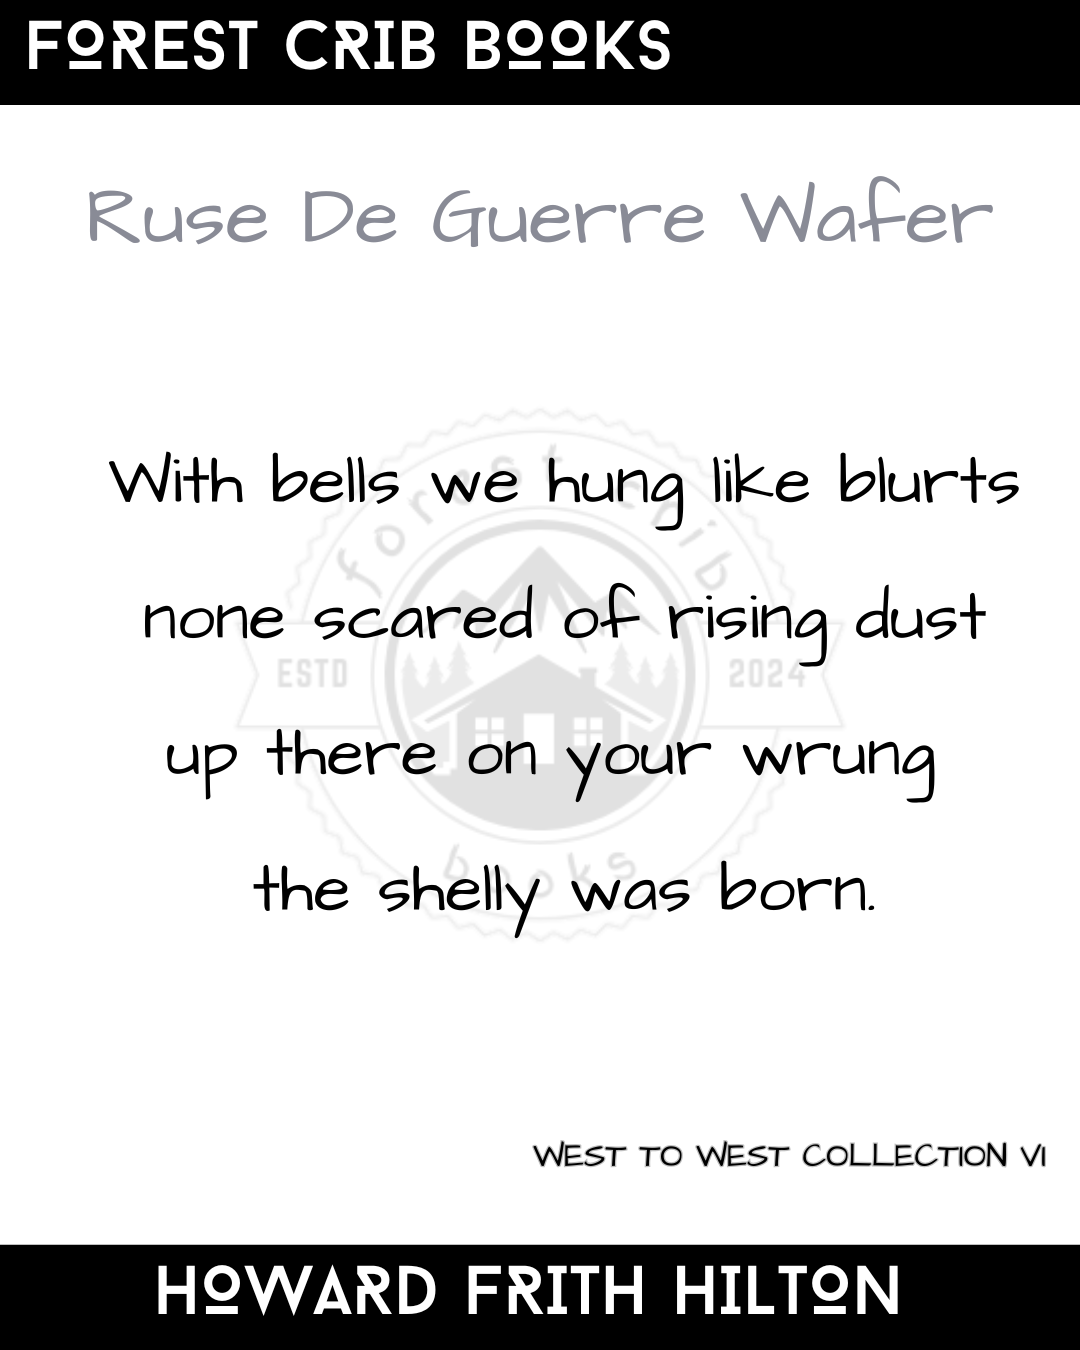 FOREST CRIB BOOKS
Ruse De Guerre Wafer
With bells we hung like blurts
none scared of rising dust
up there on your wrung
the shelly was born.
forest crib
ESTD 2024
books
WEST TO WEST COLLECTION VI
HOWARD FRITH HILTON